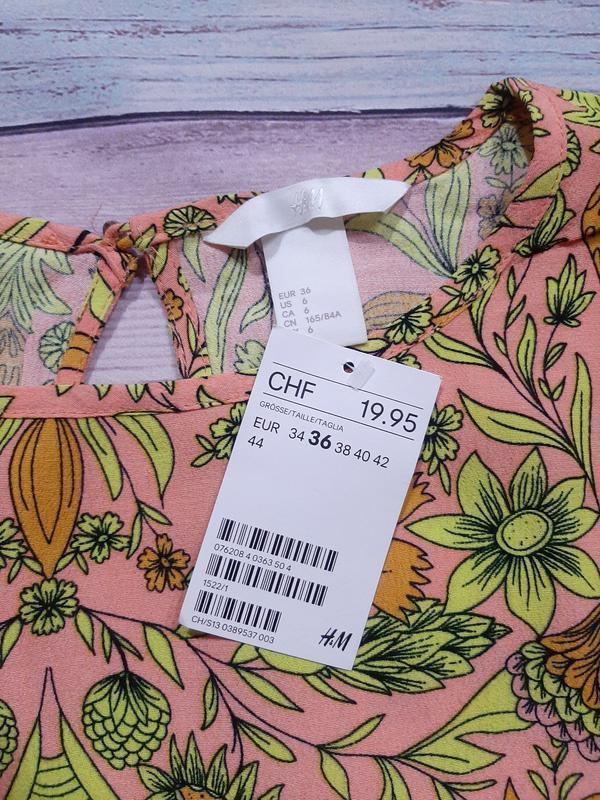 H&M
EUR 36
US 6
CA 6
CN 165/84A
6
CHF 19.95
GRÖSSE/TAILLE/TAGLIA
EUR 34 36 38 40 42
44
076208 4 0363 50 4
1522/1
CH/S13 0389537 003
H&M